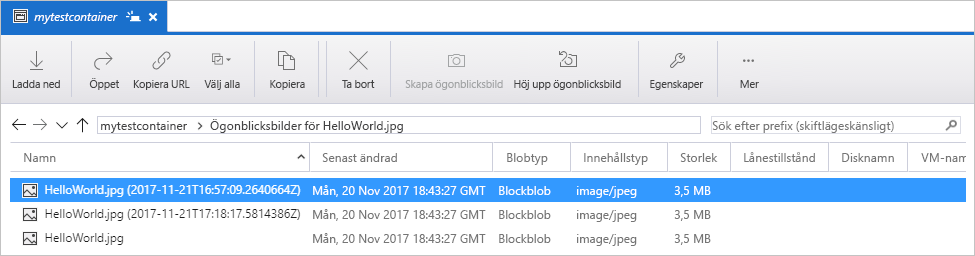 mytestcontainer
Ladda ned Öppet Kopiera URL Välj alla Kopiera Ta bort Skapa ögonblicksbild Höj upp ögonblicksbild Egenskaper Mer
mytestcontainer Ögonblicksbilder för HelloWorld.jpg Sök efter prefix (skiftlägeskänsligt)
Namn Senast ändrad Blobtyp Innehållstyp Storlek Lånestillstånd Disknamn VM-nam
HelloWorld.jpg (2017-11-21T16:57:09.2640664Z) Mån, 20 Nov 2017 18:43:27 GMT Blockblob image/jpeg 3,5 MB
HelloWorld.jpg (2017-11-21T17:18:17.5814386Z) Mån, 20 Nov 2017 18:43:27 GMT Blockblob image/jpeg 3,5 MB
HelloWorld.jpg Mån, 20 Nov 2017 18:43:27 GMT Blockblob image/jpeg 3,5 MB